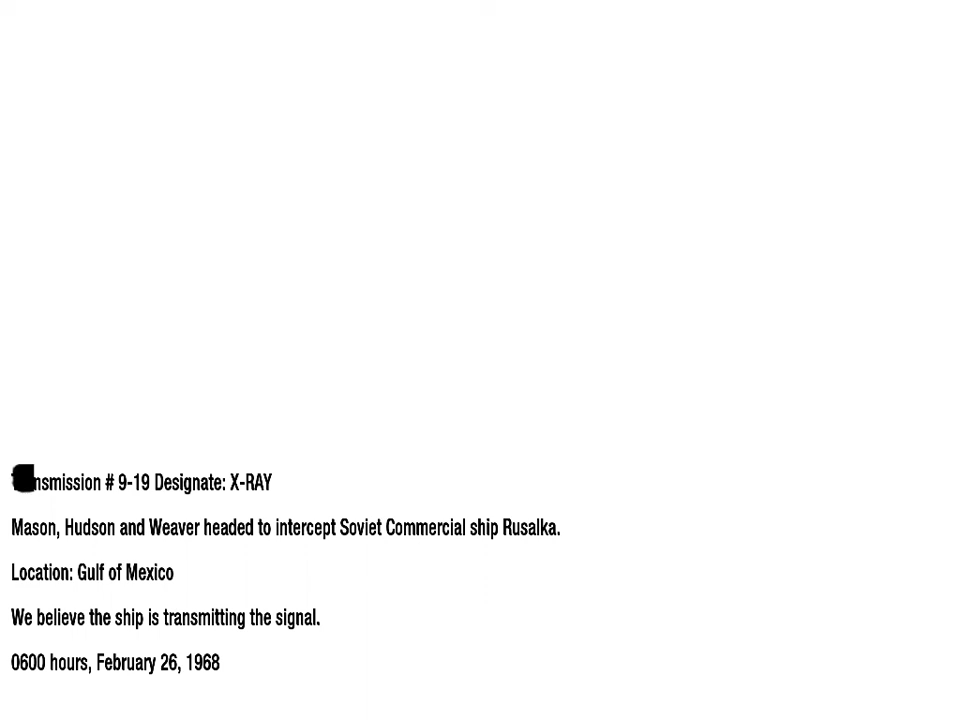 Transmission # 9-19 Designate: X-RAY
Mason, Hudson and Weaver headed to intercept Soviet Commercial ship Rusalka.
Location: Gulf of Mexico
We believe the ship is transmitting the signal.
0600 hours, February 26, 1968